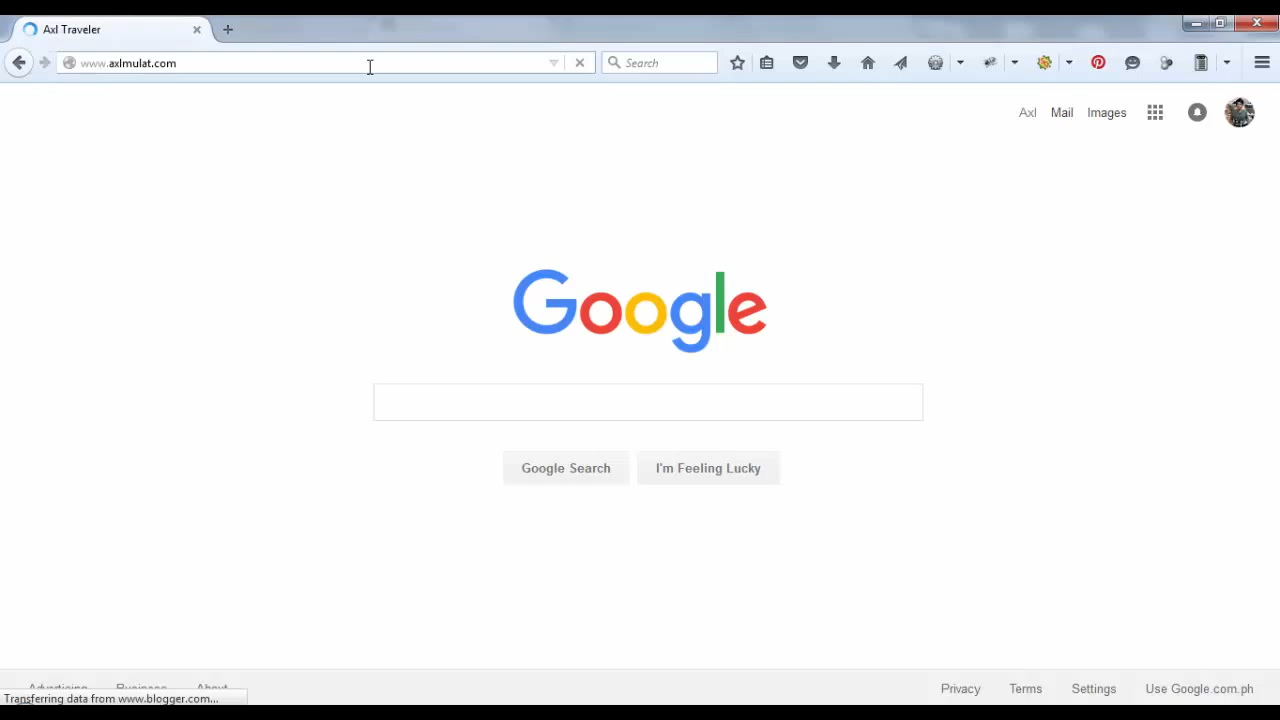 Axl Traveler
www.axlmulat.com
Search
Axl Mail Images
Google
Google Search I'm Feeling Lucky
Advertising Business About
Privacy Terms Settings Use Google.com.ph
Transferring data from www.blogger.com...